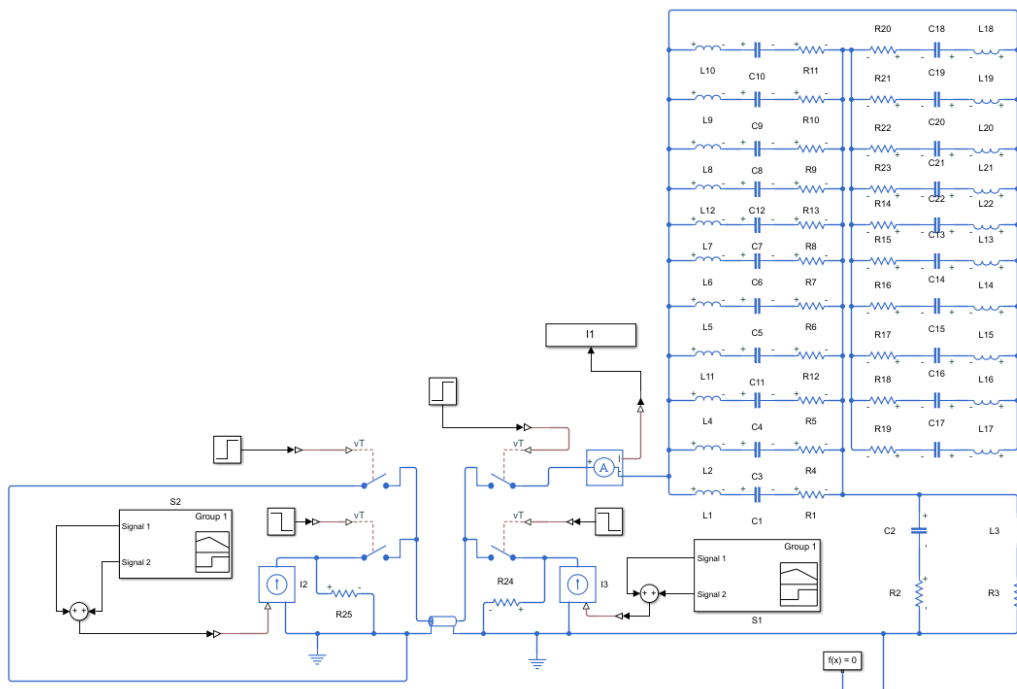 R20 C18 L18
L10 C10 R11
R21 C19 L19
L9 C9 R10
R22 C20 L20
L8 C8 R9
R23 C21 L21
L12 C12 R13
R14 C22 L22
L7 C7 R8
R15 C13 L13
L6 C6 R7
R16 C14 L14
L5 C5 R6
R17 C15 L15
L11 C11 R12
R18 C16 L16
L4 C4 R5
R19 C17 L17
L2 C3 R4
L1 C1 R1
I1
I
A
vT
vT
vT
vT
S2
Group 1
Signal 1
Signal 2
I2
R25
R24
I3
Group 1
Signal 1
Signal 2
S1
C2
L3
R2
R3
f(x) = 0